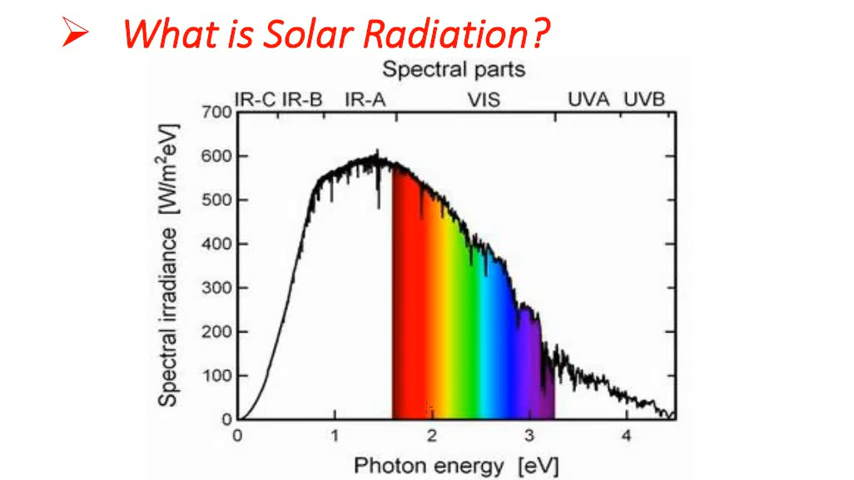 ➢ What is Solar Radiation?
Spectral parts
IR-C IR-B IR-A VIS UVA UVB
700
600
500
400
300
200
100
0
Spectral irradiance [W/m²eV]
0 1 2 3 4
Photon energy [eV]